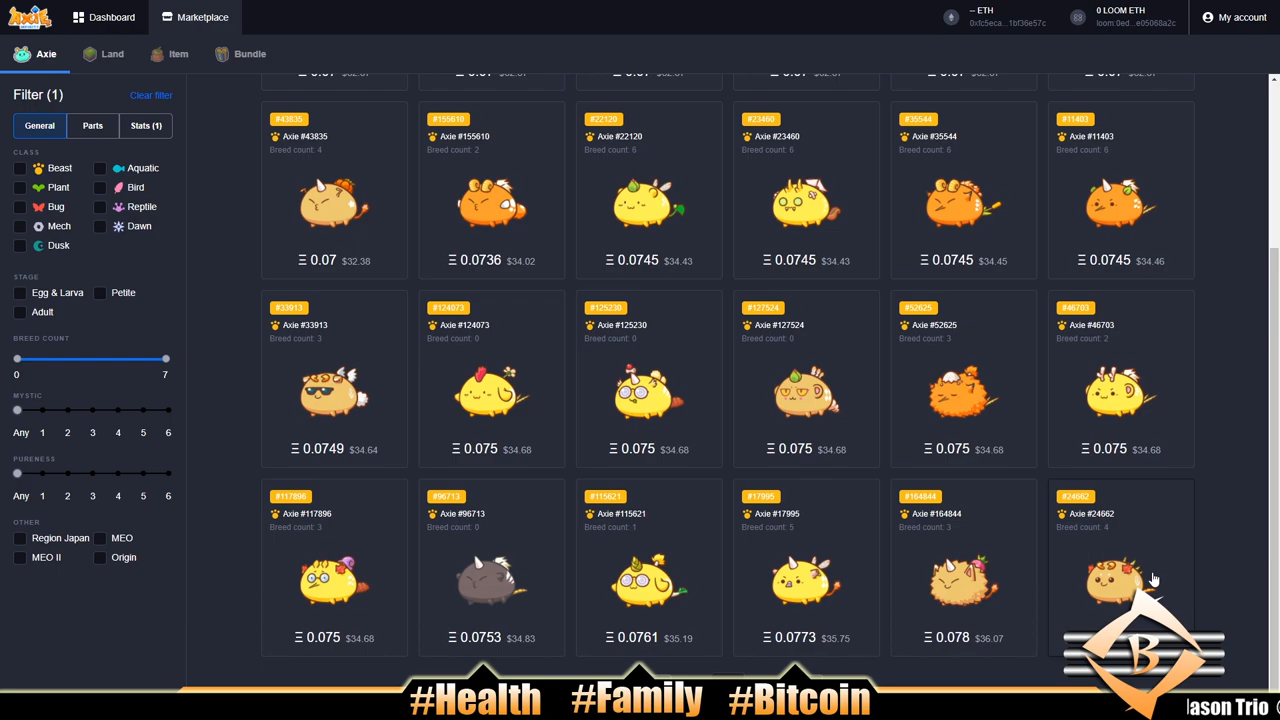 AXIE
INFINITY
Dashboard
Marketplace
-- ETH
0xfc5eca...1bf36e57c
0 LOOM ETH
loom:0ed...e05068a2c
My account
Axie
Land
Item
Bundle
Filter (1)
Clear filter
General
Parts
Stats (1)
CLASS
Beast
Aquatic
Plant
Bird
Bug
Reptile
Mech
Dawn
Dusk
STAGE
Egg & Larva
Petite
Adult
BREED COUNT
0
7
MYSTIC
Any 1 2 3 4 5 6
PURENESS
Any 1 2 3 4 5 6
OTHER
Region Japan
MEO
MEO II
Origin
#43835
Axie #43835
Breed count: 4
Ξ 0.07 $32.38
#155610
Axie #155610
Breed count: 2
Ξ 0.0736 $34.02
#22120
Axie #22120
Breed count: 6
Ξ 0.0745 $34.43
#23460
Axie #23460
Breed count: 6
Ξ 0.0745 $34.43
#35544
Axie #35544
Breed count: 6
Ξ 0.0745 $34.45
#11403
Axie #11403
Breed count: 6
Ξ 0.0745 $34.46
#33913
Axie #33913
Breed count: 3
Ξ 0.0749 $34.64
#124073
Axie #124073
Breed count: 0
Ξ 0.075 $34.68
#125230
Axie #125230
Breed count: 0
Ξ 0.075 $34.68
#127524
Axie #127524
Breed count: 0
Ξ 0.075 $34.68
#52625
Axie #52625
Breed count: 3
Ξ 0.075 $34.68
#46703
Axie #46703
Breed count: 2
Ξ 0.075 $34.68
#117896
Axie #117896
Breed count: 3
Ξ 0.075 $34.68
#96713
Axie #96713
Breed count: 0
Ξ 0.0753 $34.83
#115621
Axie #115621
Breed count: 1
Ξ 0.0761 $35.19
#17995
Axie #17995
Breed count: 5
Ξ 0.0773 $35.75
#164844
Axie #164844
Breed count: 3
Ξ 0.078 $36.07
#24662
Axie #24662
Breed count: 4
B
#Health #Family #Bitcoin
ason Trio